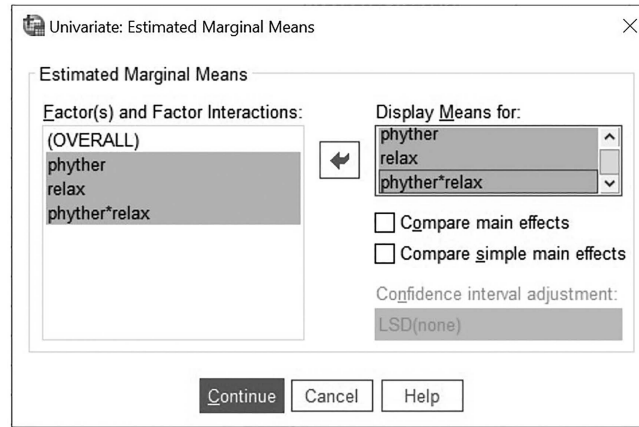 Univariate: Estimated Marginal Means
Estimated Marginal Means
Factor(s) and Factor Interactions:
(OVERALL)
phyther
relax
phyther*relax
Display Means for:
phyther
relax
phyther*relax
Compare main effects
Compare simple main effects
Confidence interval adjustment:
LSD(none)
Continue
Cancel
Help